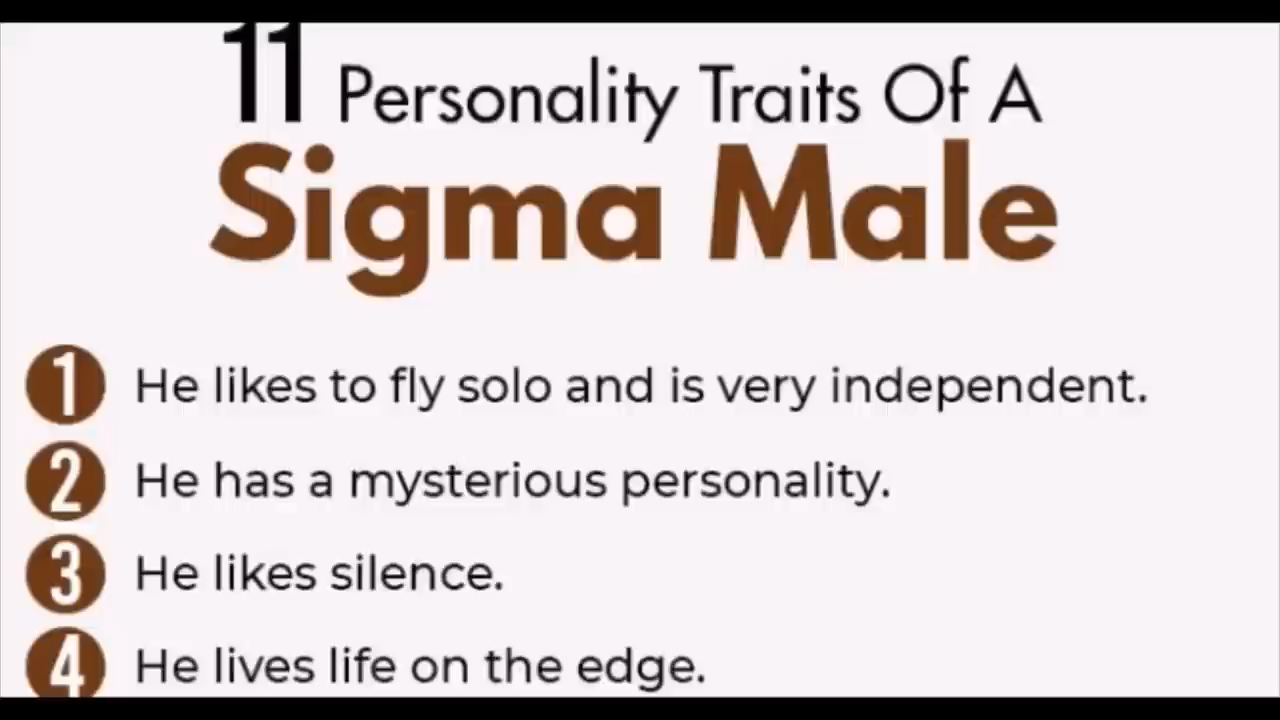 11 Personality Traits Of A
Sigma Male
1 He likes to fly solo and is very independent.
2 He has a mysterious personality.
3 He likes silence.
4 He lives life on the edge.